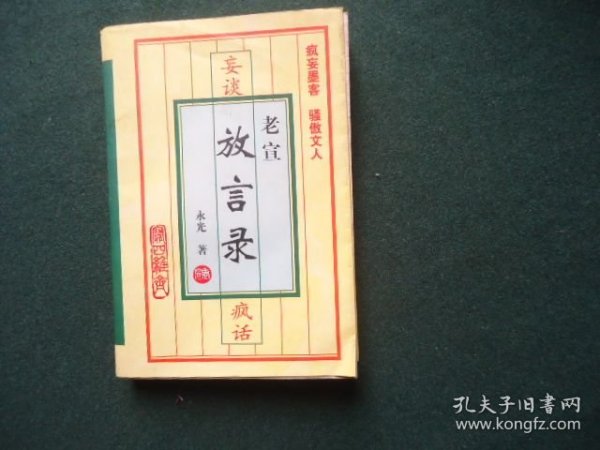 疯妄墨客 骚傲文人
妄谈
老宣
放言录
永光 著
疯话
孔夫子旧书网
www.kongfz.com